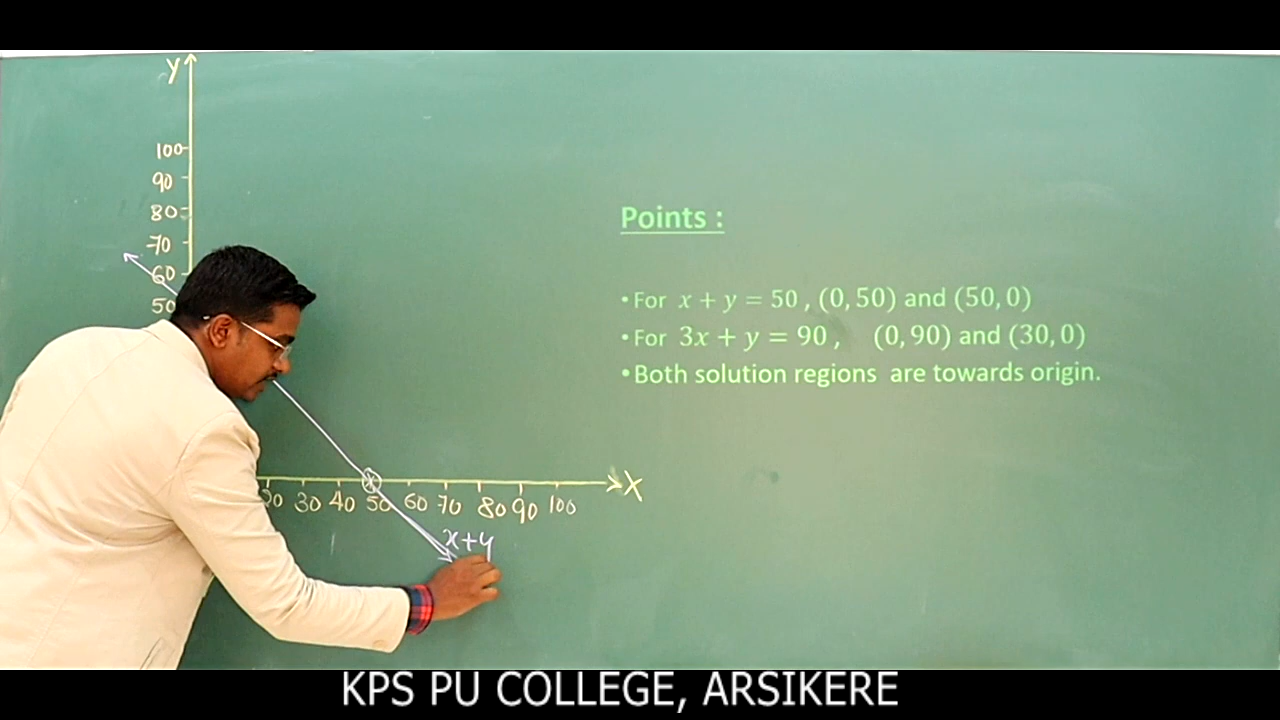 Y
100
90
80
70
60
50
Points :
• For x + y = 50 , (0, 50) and (50, 0)
• For 3x + y = 90 , (0, 90) and (30, 0)
• Both solution regions are towards origin.
X
30 40 50 60 70 80 90 100
x+y
KPS PU COLLEGE, ARSIKERE